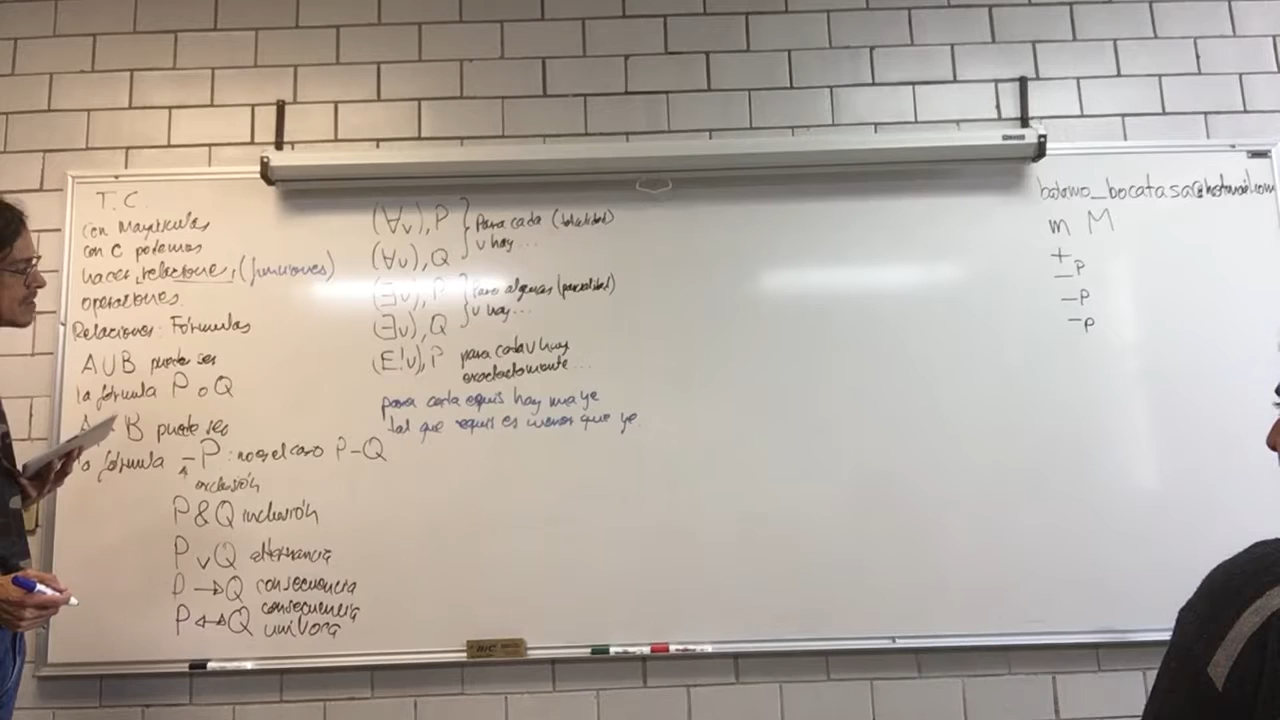 T.C.
Con Mayúsculas
con C podemos
hacer relaciones, (funciones)
operaciones.
Relaciones: Fórmulas
A∪B puede ser
la fórmula P o Q
B puede ser
fórmula –P: no es el caso P–Q
exclusión
P & Q inclusión
P ∨ Q alternancia
P → Q consecuencia
P ↔ Q consecuencia
unívoca
(∀v), P } Para cada (totalidad)
(∀v), Q v hay ...
(∃v), P } Para algunas (parcialidad)
(∃v), Q v hay ...
(E!v), P para cada v hay
exactamente ...
para cada equis hay una ye
tal que equis es menor que ye.
m M
+
–P
–P
–P
BIC